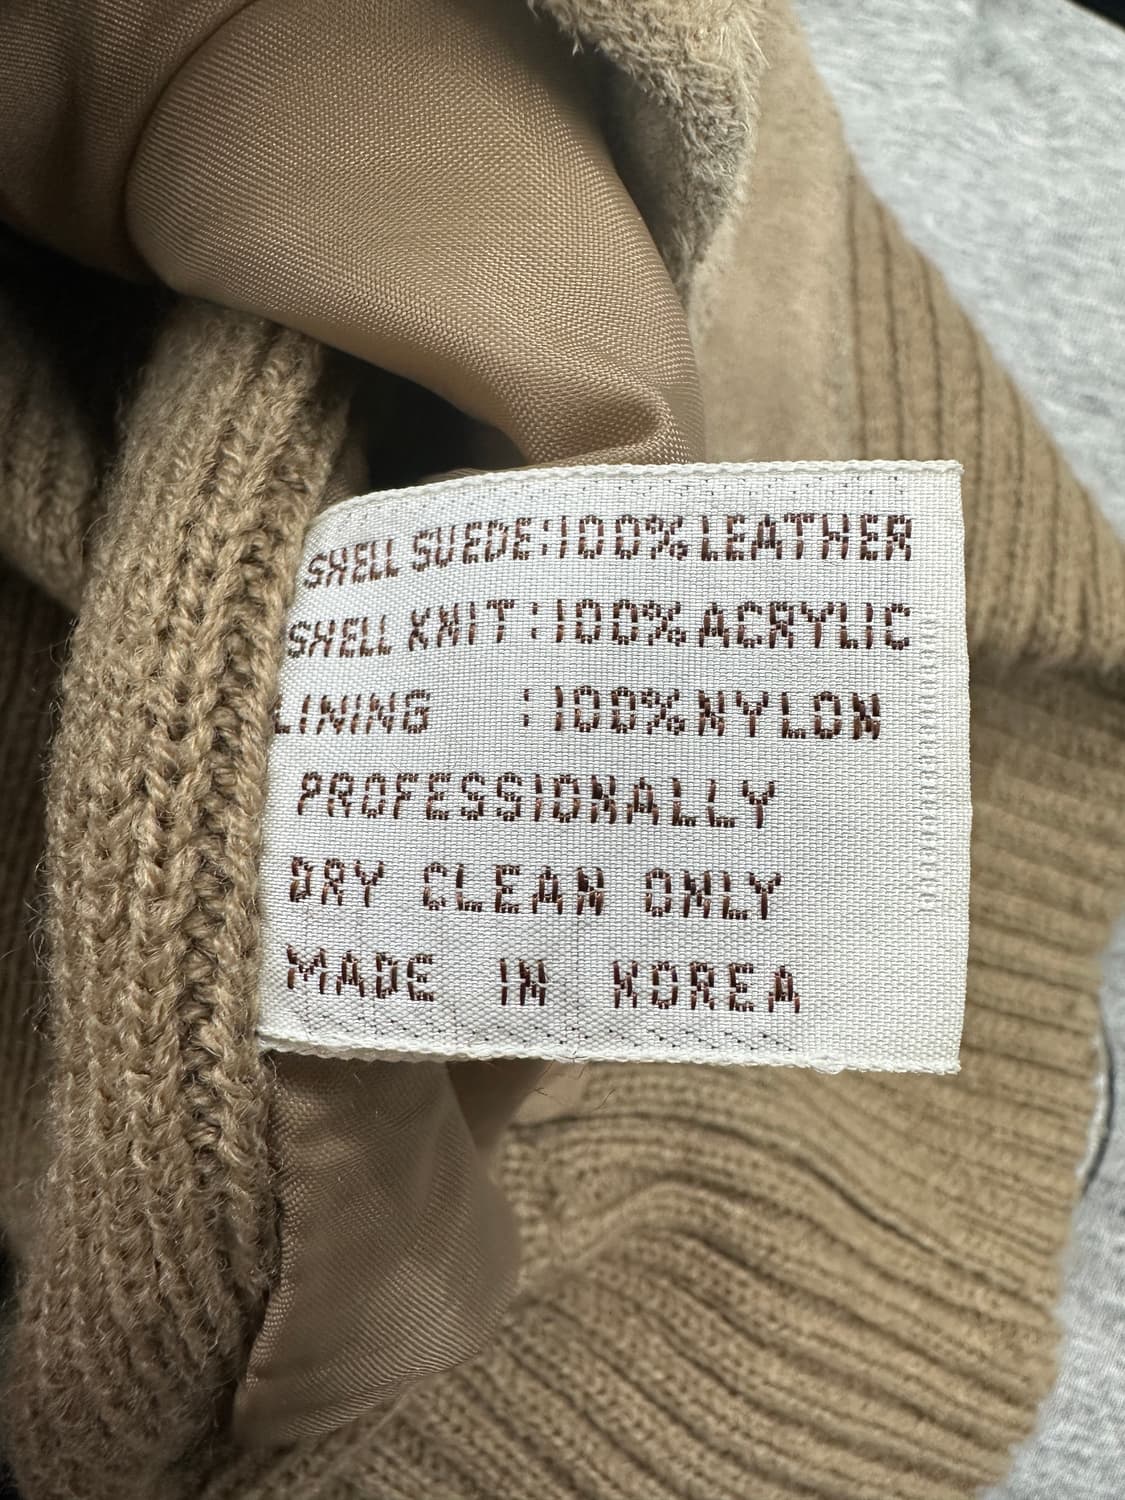 SHELL SUEDE:100% LEATHER
SHELL KNIT:100% ACRYLIC
LINING :100% NYLON
PROFESSIONALLY
DRY CLEAN ONLY
MADE IN KOREA